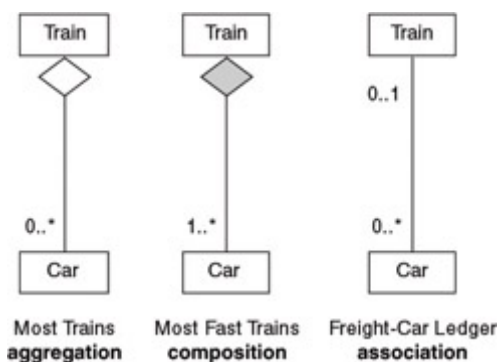 Train
Train
Train
0..1
0..*
1..*
0..*
Car
Car
Car
Most Trains
aggregation
Most Fast Trains
composition
Freight-Car Ledger
association